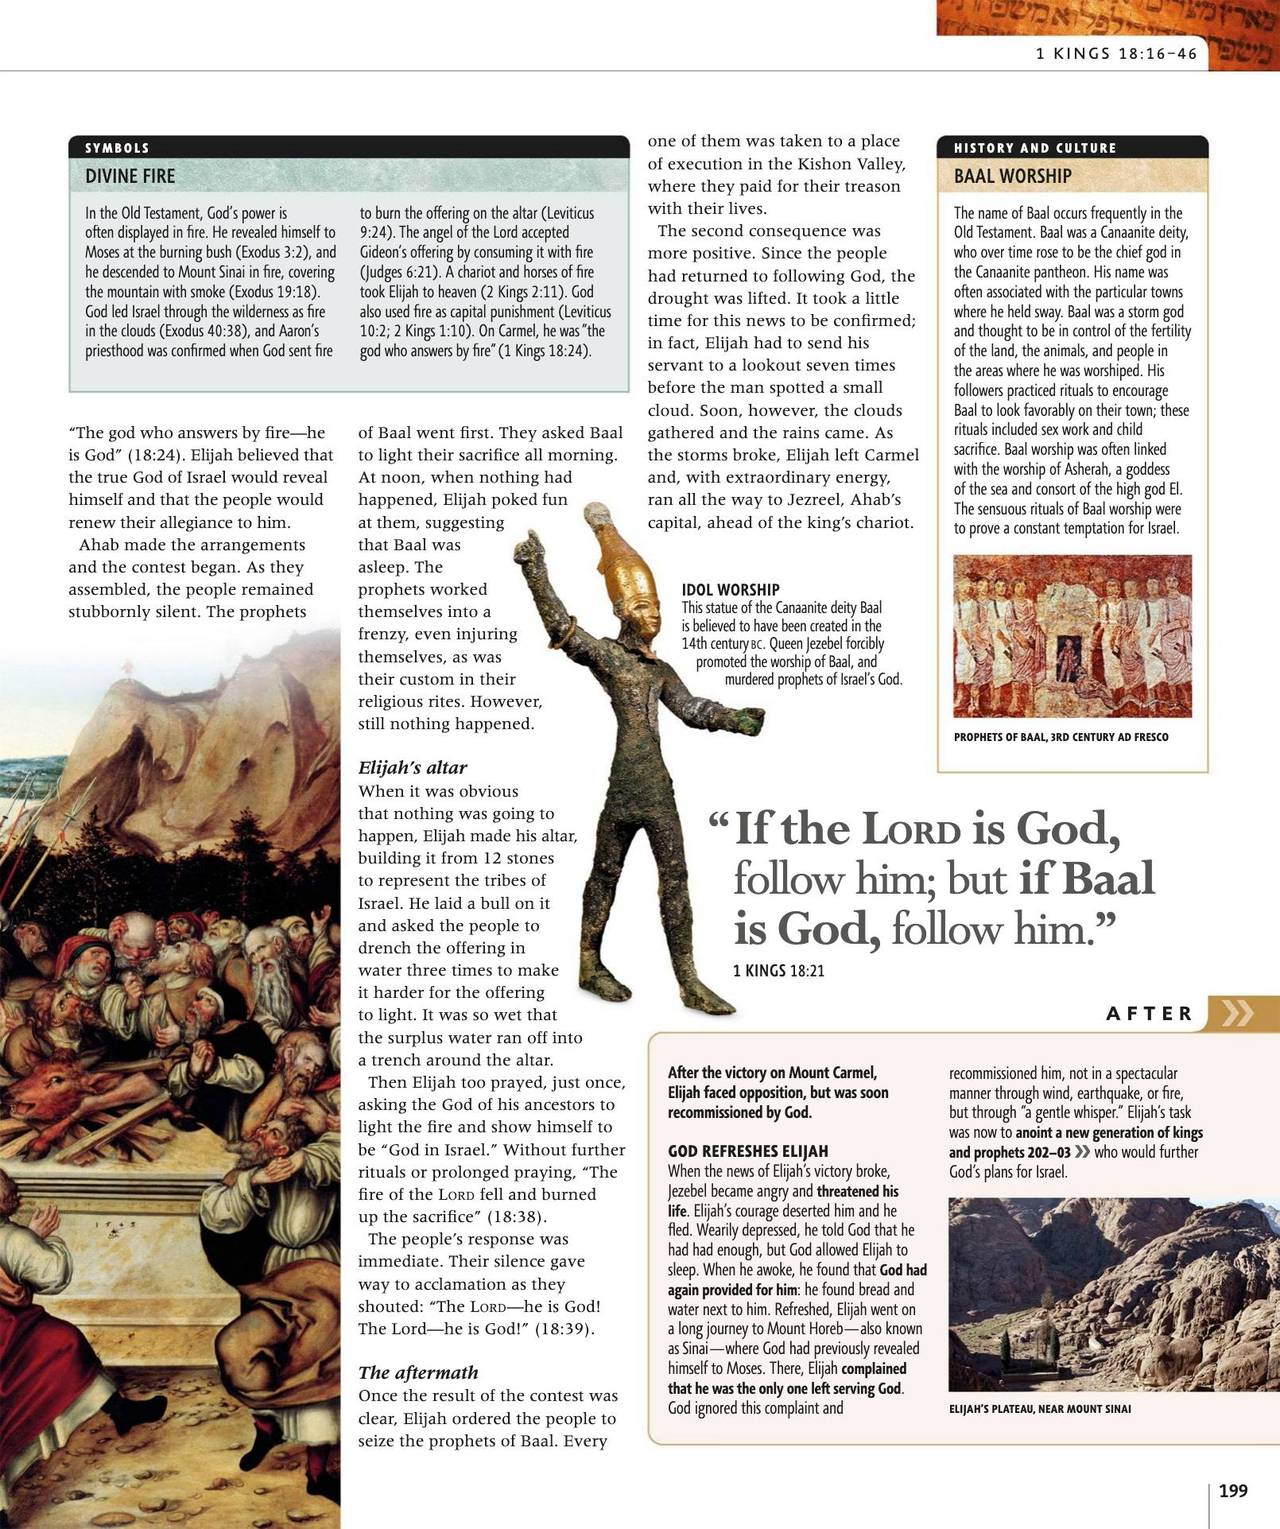 1 KINGS 18:16–46
SYMBOLS
DIVINE FIRE
In the Old Testament, God’s power is
often displayed in fire. He revealed himself to
Moses at the burning bush (Exodus 3:2), and
he descended to Mount Sinai in fire, covering
the mountain with smoke (Exodus 19:18).
God led Israel through the wilderness as fire
in the clouds (Exodus 40:38), and Aaron’s
priesthood was confirmed when God sent fire
to burn the offering on the altar (Leviticus
9:24). The angel of the Lord accepted
Gideon’s offering by consuming it with fire
(Judges 6:21). A chariot and horses of fire
took Elijah to heaven (2 Kings 2:11). God
also used fire as capital punishment (Leviticus
10:2; 2 Kings 1:10). On Carmel, he was “the
god who answers by fire” (1 Kings 18:24).
“The god who answers by fire—he
is God” (18:24). Elijah believed that
the true God of Israel would reveal
himself and that the people would
renew their allegiance to him.
Ahab made the arrangements
and the contest began. As they
assembled, the people remained
stubbornly silent. The prophets
of Baal went first. They asked Baal
to light their sacrifice all morning.
At noon, when nothing had
happened, Elijah poked fun
at them, suggesting
that Baal was
asleep. The
prophets worked
themselves into a
frenzy, even injuring
themselves, as was
their custom in their
religious rites. However,
still nothing happened.
Elijah’s altar
When it was obvious
that nothing was going to
happen, Elijah made his altar,
building it from 12 stones
to represent the tribes of
Israel. He laid a bull on it
and asked the people to
drench the offering in
water three times to make
it harder for the offering
to light. It was so wet that
the surplus water ran off into
a trench around the altar.
Then Elijah too prayed, just once,
asking the God of his ancestors to
light the fire and show himself to
be “God in Israel.” Without further
rituals or prolonged praying, “The
fire of the LORD fell and burned
up the sacrifice” (18:38).
The people’s response was
immediate. Their silence gave
way to acclamation as they
shouted: “The LORD—he is God!
The Lord—he is God!” (18:39).
The aftermath
Once the result of the contest was
clear, Elijah ordered the people to
seize the prophets of Baal. Every
one of them was taken to a place
of execution in the Kishon Valley,
where they paid for their treason
with their lives.
The second consequence was
more positive. Since the people
had returned to following God, the
drought was lifted. It took a little
time for this news to be confirmed;
in fact, Elijah had to send his
servant to a lookout seven times
before the man spotted a small
cloud. Soon, however, the clouds
gathered and the rains came. As
the storms broke, Elijah left Carmel
and, with extraordinary energy,
ran all the way to Jezreel, Ahab’s
capital, ahead of the king’s chariot.
IDOL WORSHIP
This statue of the Canaanite deity Baal
is believed to have been created in the
14th century BC. Queen Jezebel forcibly
promoted the worship of Baal, and
murdered prophets of Israel’s God.
HISTORY AND CULTURE
BAAL WORSHIP
The name of Baal occurs frequently in the
Old Testament. Baal was a Canaanite deity,
who over time rose to be the chief god in
the Canaanite pantheon. His name was
often associated with the particular towns
where he held sway. Baal was a storm god
and thought to be in control of the fertility
of the land, the animals, and people in
the areas where he was worshiped. His
followers practiced rituals to encourage
Baal to look favorably on their town; these
rituals included sex work and child
sacrifice. Baal worship was often linked
with the worship of Asherah, a goddess
of the sea and consort of the high god El.
The sensuous rituals of Baal worship were
to prove a constant temptation for Israel.
PROPHETS OF BAAL, 3RD CENTURY AD FRESCO
“If the LORD is God,
follow him; but if Baal
is God, follow him.”
1 KINGS 18:21
AFTER
After the victory on Mount Carmel,
Elijah faced opposition, but was soon
recommissioned by God.
GOD REFRESHES ELIJAH
When the news of Elijah’s victory broke,
Jezebel became angry and threatened his
life. Elijah’s courage deserted him and he
fled. Wearily depressed, he told God that he
had had enough, but God allowed Elijah to
sleep. When he awoke, he found that God had
again provided for him: he found bread and
water next to him. Refreshed, Elijah went on
a long journey to Mount Horeb—also known
as Sinai—where God had previously revealed
himself to Moses. There, Elijah complained
that he was the only one left serving God.
God ignored this complaint and
recommissioned him, not in a spectacular
manner through wind, earthquake, or fire,
but through “a gentle whisper.” Elijah’s task
was now to anoint a new generation of kings
and prophets 202–03 » who would further
God’s plans for Israel.
ELIJAH’S PLATEAU, NEAR MOUNT SINAI
199